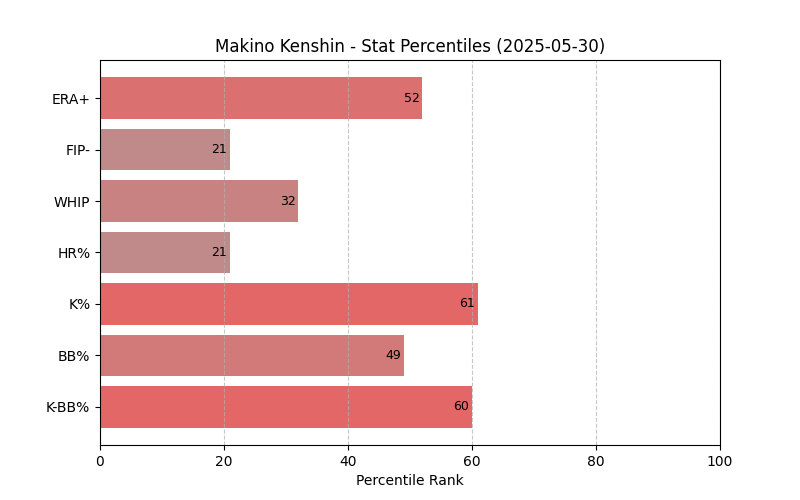 Makino Kenshin - Stat Percentiles (2025-05-30)
ERA+ 52
FIP- 21
WHIP 32
HR% 21
K% 61
BB% 49
K-BB% 60
0 20 40 60 80 100
Percentile Rank